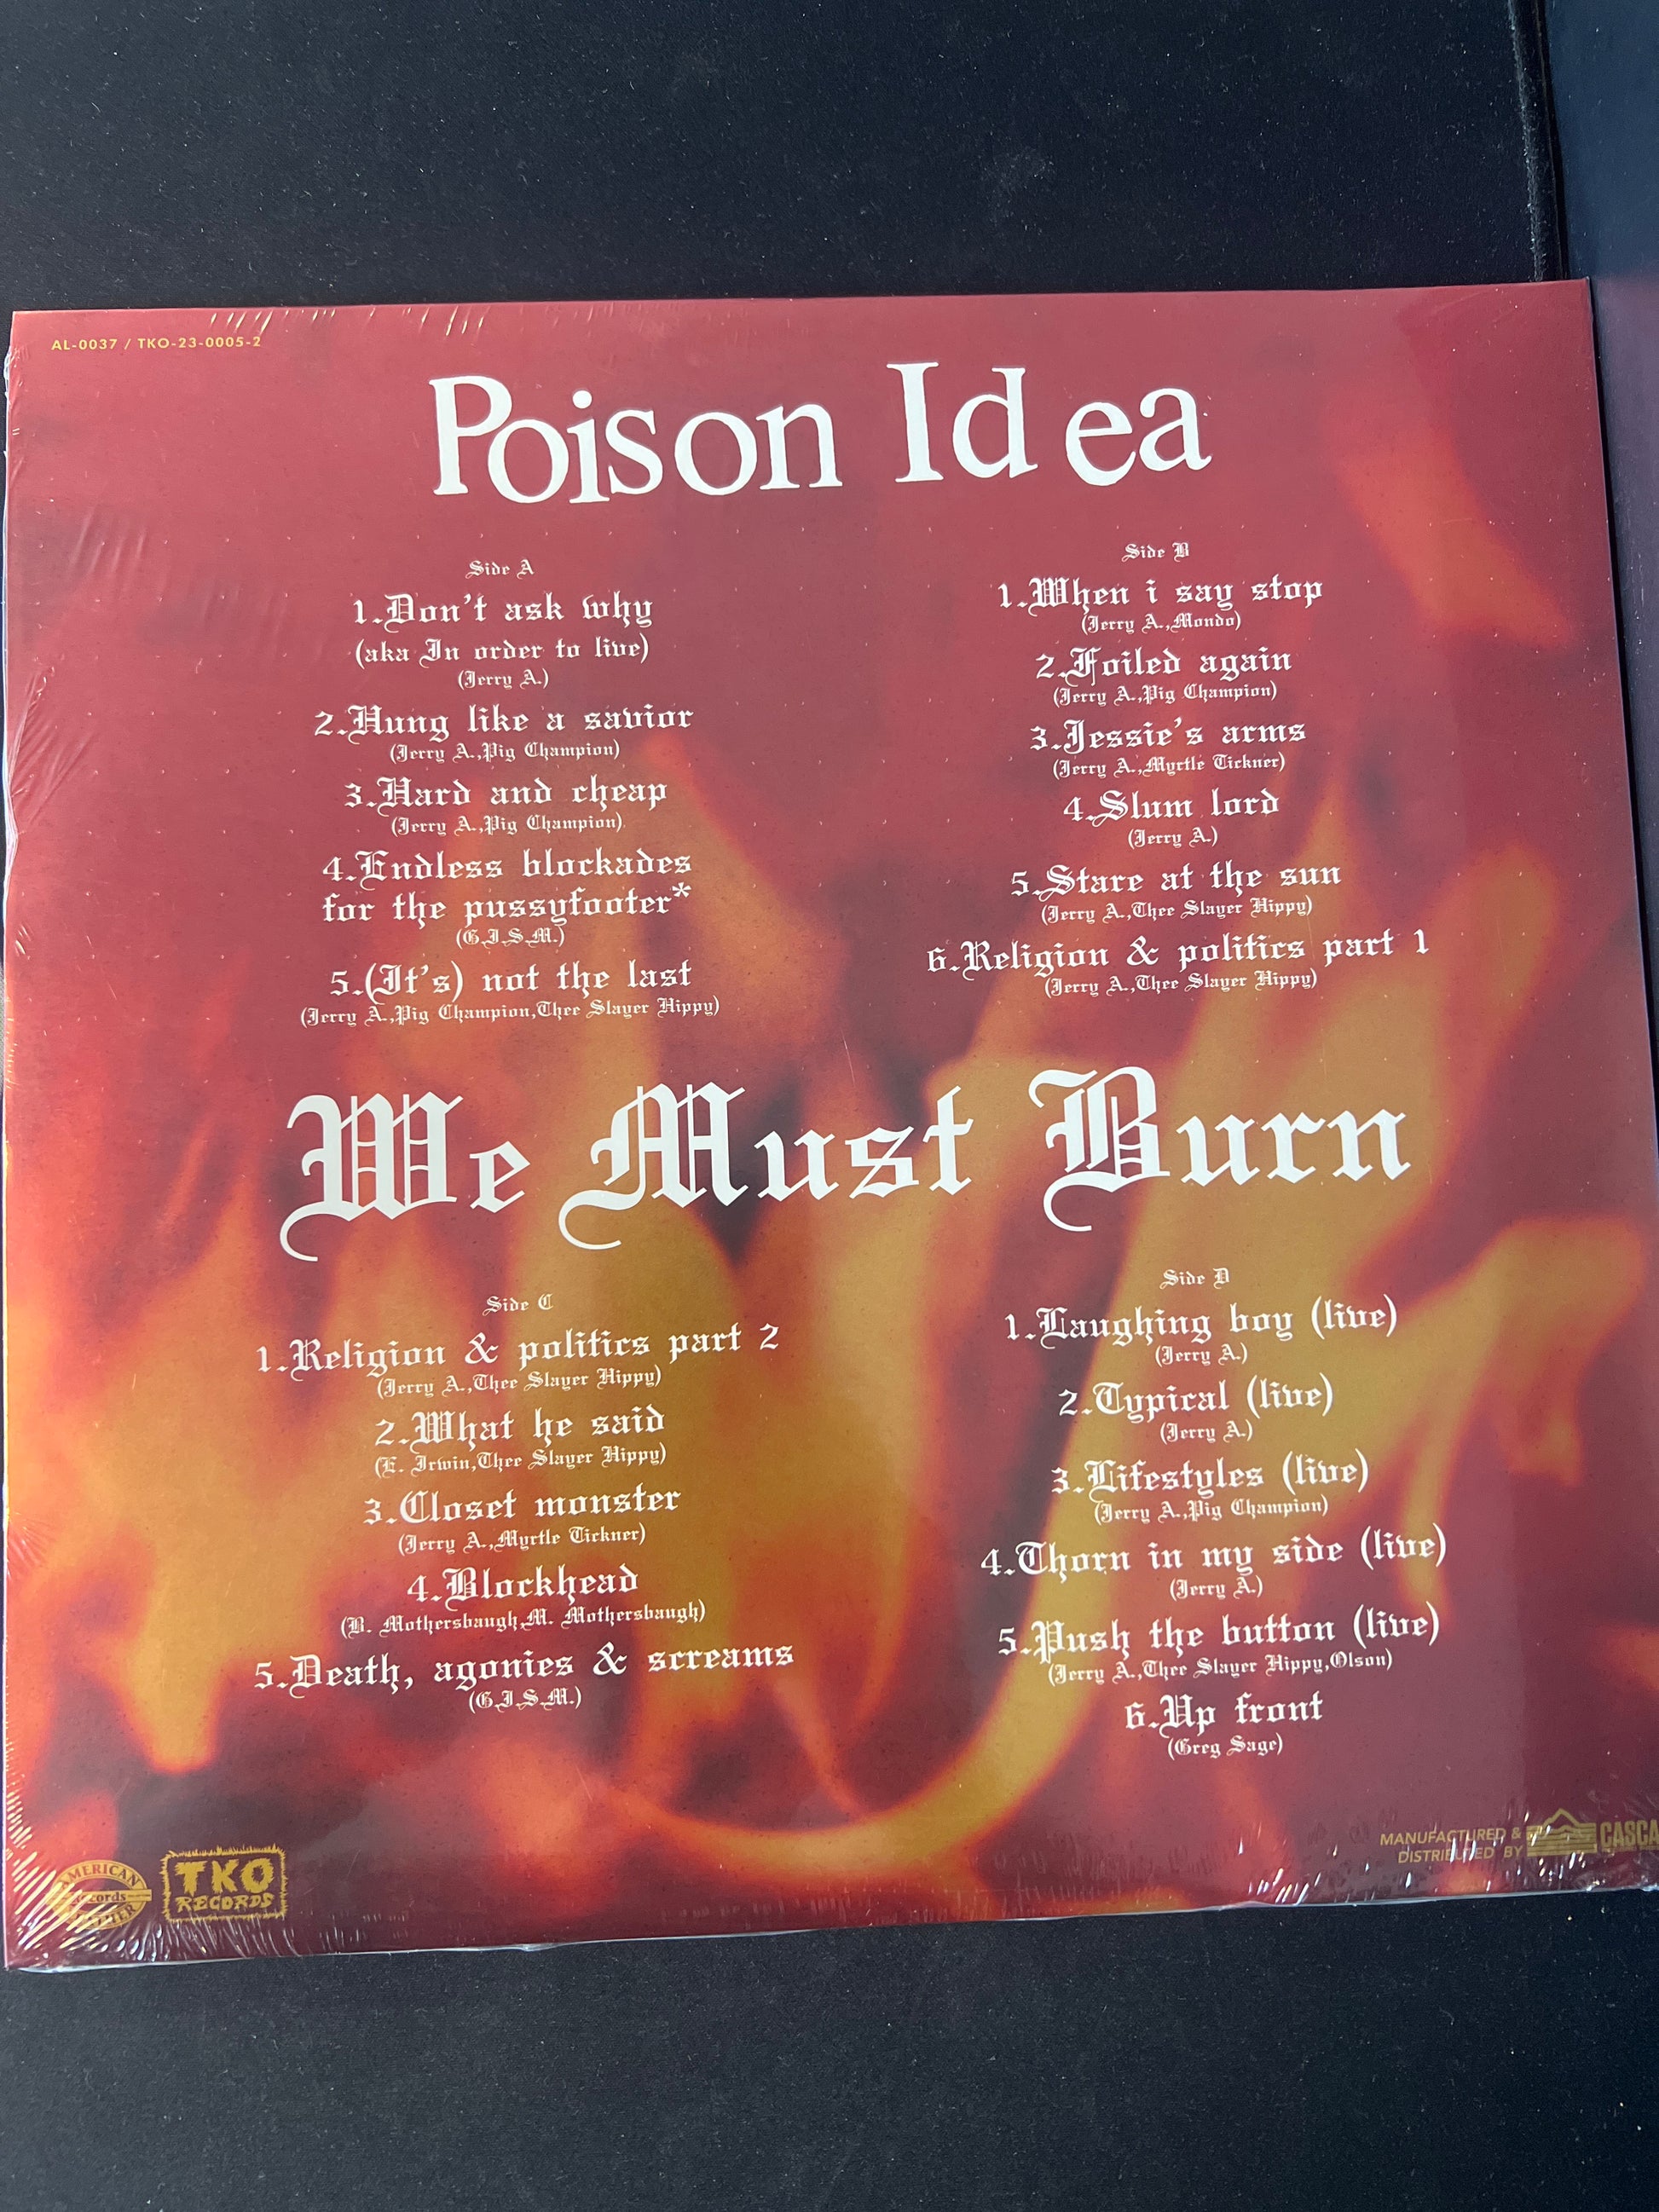 AL-0037 / TKO-23-0005-2
Poison Idea
Side A
1.Don't ask why
(aka In order to live)
(Jerry A.)
2.Hung like a savior
(Jerry A.,Pig Champion)
3.Hard and cheap
(Jerry A.,Pig Champion)
4.Endless blockades
for the pussyfooter*
(G.I.S.M.)
5.(It's) not the last
(Jerry A.,Pig Champion,Thee Slayer Hippy)
Side B
1.When i say stop
(Jerry A.,Mondo)
2.Foiled again
(Jerry A.,Pig Champion)
3.Jessie's arms
(Jerry A.,Myrtle Tickner)
4.Slum lord
(Jerry A.)
5.Stare at the sun
(Jerry A.,Thee Slayer Hippy)
6.Religion & politics part 1
(Jerry A.,Thee Slayer Hippy)
We Must Burn
Side C
1.Religion & politics part 2
(Jerry A.,Thee Slayer Hippy)
2.What he said
(E. Irwin,Thee Slayer Hippy)
3.Closet monster
(Jerry A.,Myrtle Tickner)
4.Blockhead
(B. Mothersbaugh,M. Mothersbaugh)
5.Death, agonies & screams
(G.I.S.M.)
Side D
1.Laughing boy (live)
(Jerry A.)
2.Typical (live)
(Jerry A.)
3.Lifestyles (live)
(Jerry A.,Pig Champion)
4.Thorn in my side (live)
(Jerry A.)
5.Push the button (live)
(Jerry A.,Thee Slayer Hippy,Olson)
6.Up front
(Greg Sage)
TKO
RECORDS
MANUFACTURED &
DISTRIBUTED BY
CASCA